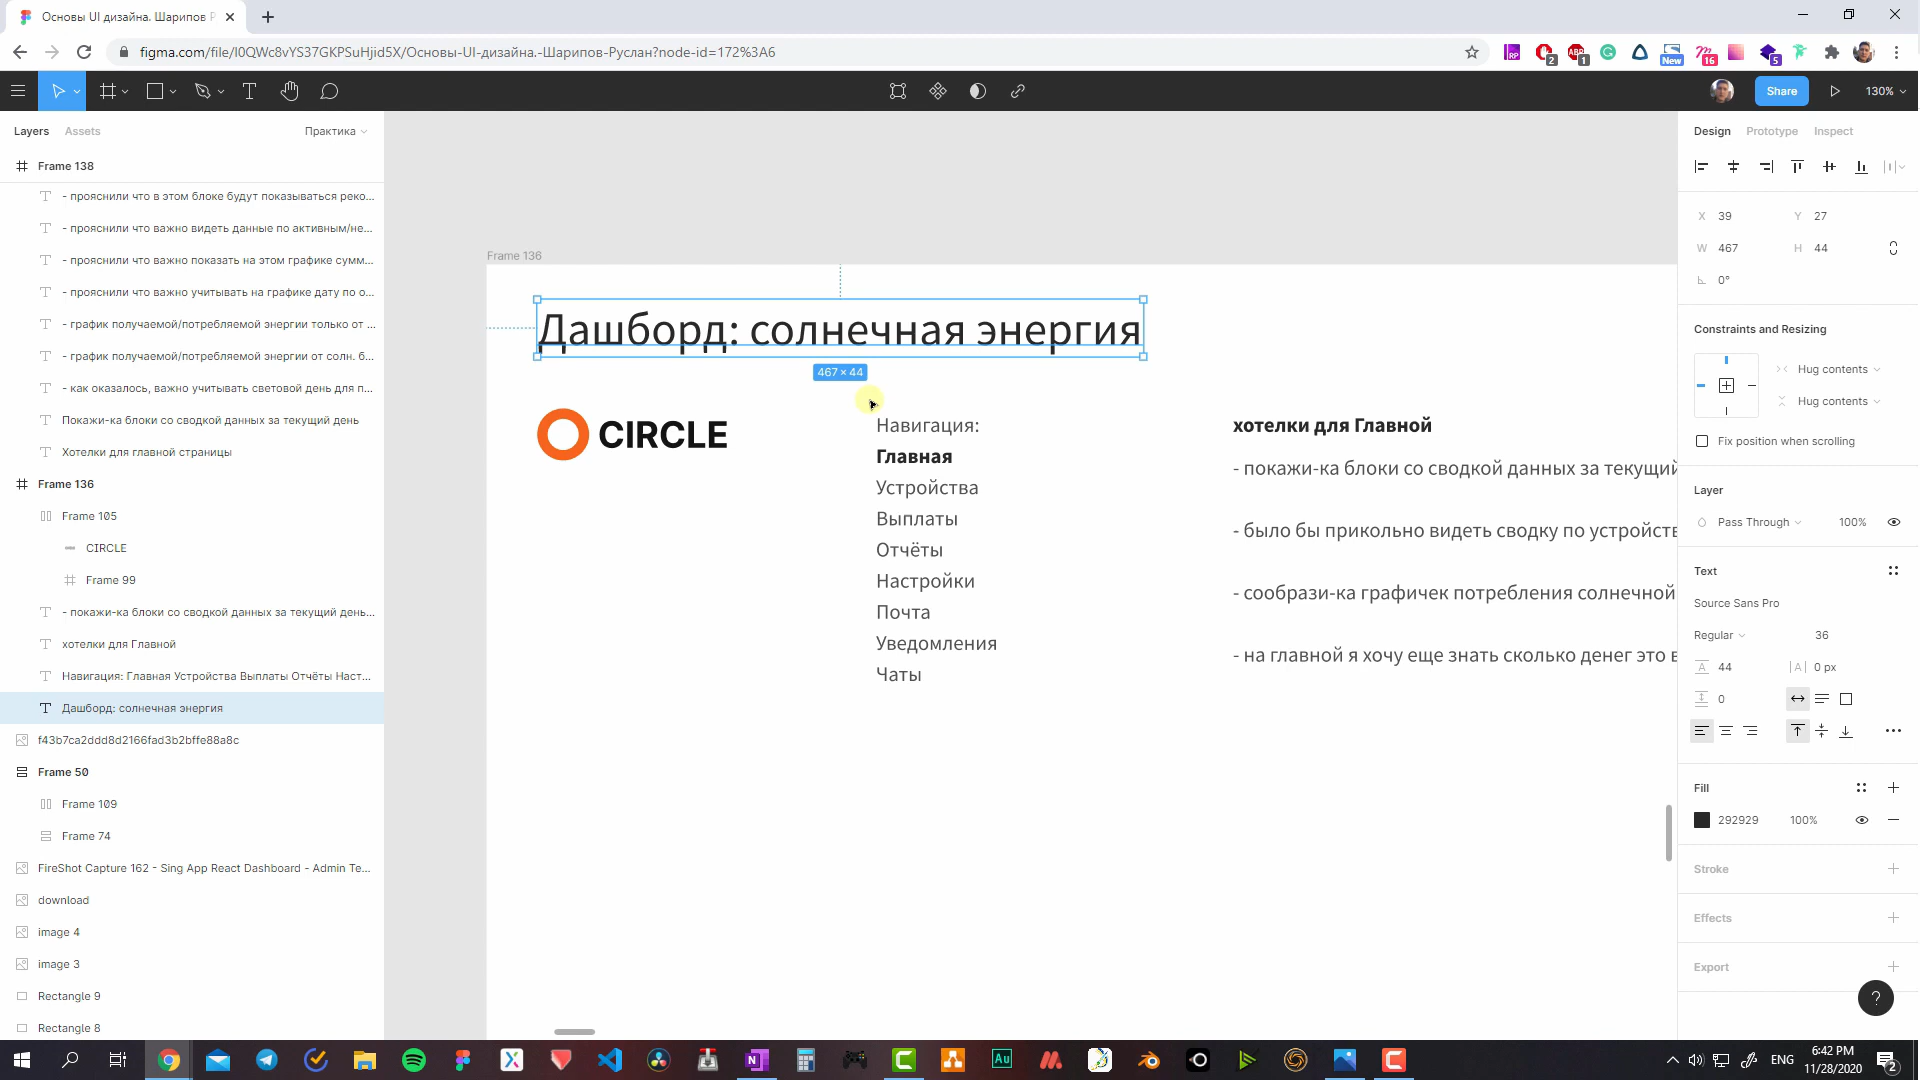 Основы UI дизайна. Шарипов Р
figma.com/file/I0QWc8vYS37GKPSuHjid5X/Основы-UI-дизайна.-Шарипов-Руслан?node-id=172%3A6
RP
2
ABP
1
New
16
5
Share
130%
Layers
Assets
Практика
Frame 138
- прояснили что в этом блоке будут показываться реко...
- прояснили что важно видеть данные по активным/не...
- прояснили что важно показать на этом графике сумм...
- прояснили что важно учитывать на графике дату по о...
- график получаемой/потребляемой энергии только от ...
- график получаемой/потребляемой энергии от солн. б...
- как оказалось, важно учитывать световой день для п...
Покажи-ка блоки со сводкой данных за текущий день
Хотелки для главной страницы
Frame 136
Frame 105
CIRCLE
Frame 99
- покажи-ка блоки со сводкой данных за текущий день...
хотелки для Главной
Навигация: Главная Устройства Выплаты Отчёты Наст...
Дашборд: солнечная энергия
f43b7ca2ddd8d2166fad3b2bffe88a8c
Frame 50
Frame 109
Frame 74
FireShot Capture 162 - Sing App React Dashboard - Admin Te...
download
image 4
image 3
Rectangle 9
Rectangle 8
Frame 136
Дашборд: солнечная энергия
467 × 44
CIRCLE
Навигация:
Главная
Устройства
Выплаты
Отчёты
Настройки
Почта
Уведомления
Чаты
хотелки для Главной
- покажи-ка блоки со сводкой данных за текущий
- было бы прикольно видеть сводку по устройств
- сообрази-ка графичек потребления солнечной
- на главной я хочу еще знать сколько денег это в
Design
Prototype
Inspect
X 39
Y 27
W 467
H 44
0°
Constraints and Resizing
Hug contents
Hug contents
Fix position when scrolling
Layer
Pass Through
100%
Text
Source Sans Pro
Regular
36
A 44
|A| 0 px
0
Fill
292929
100%
Stroke
Effects
Export
?
Au
ENG
6:42 PM
11/28/2020
2